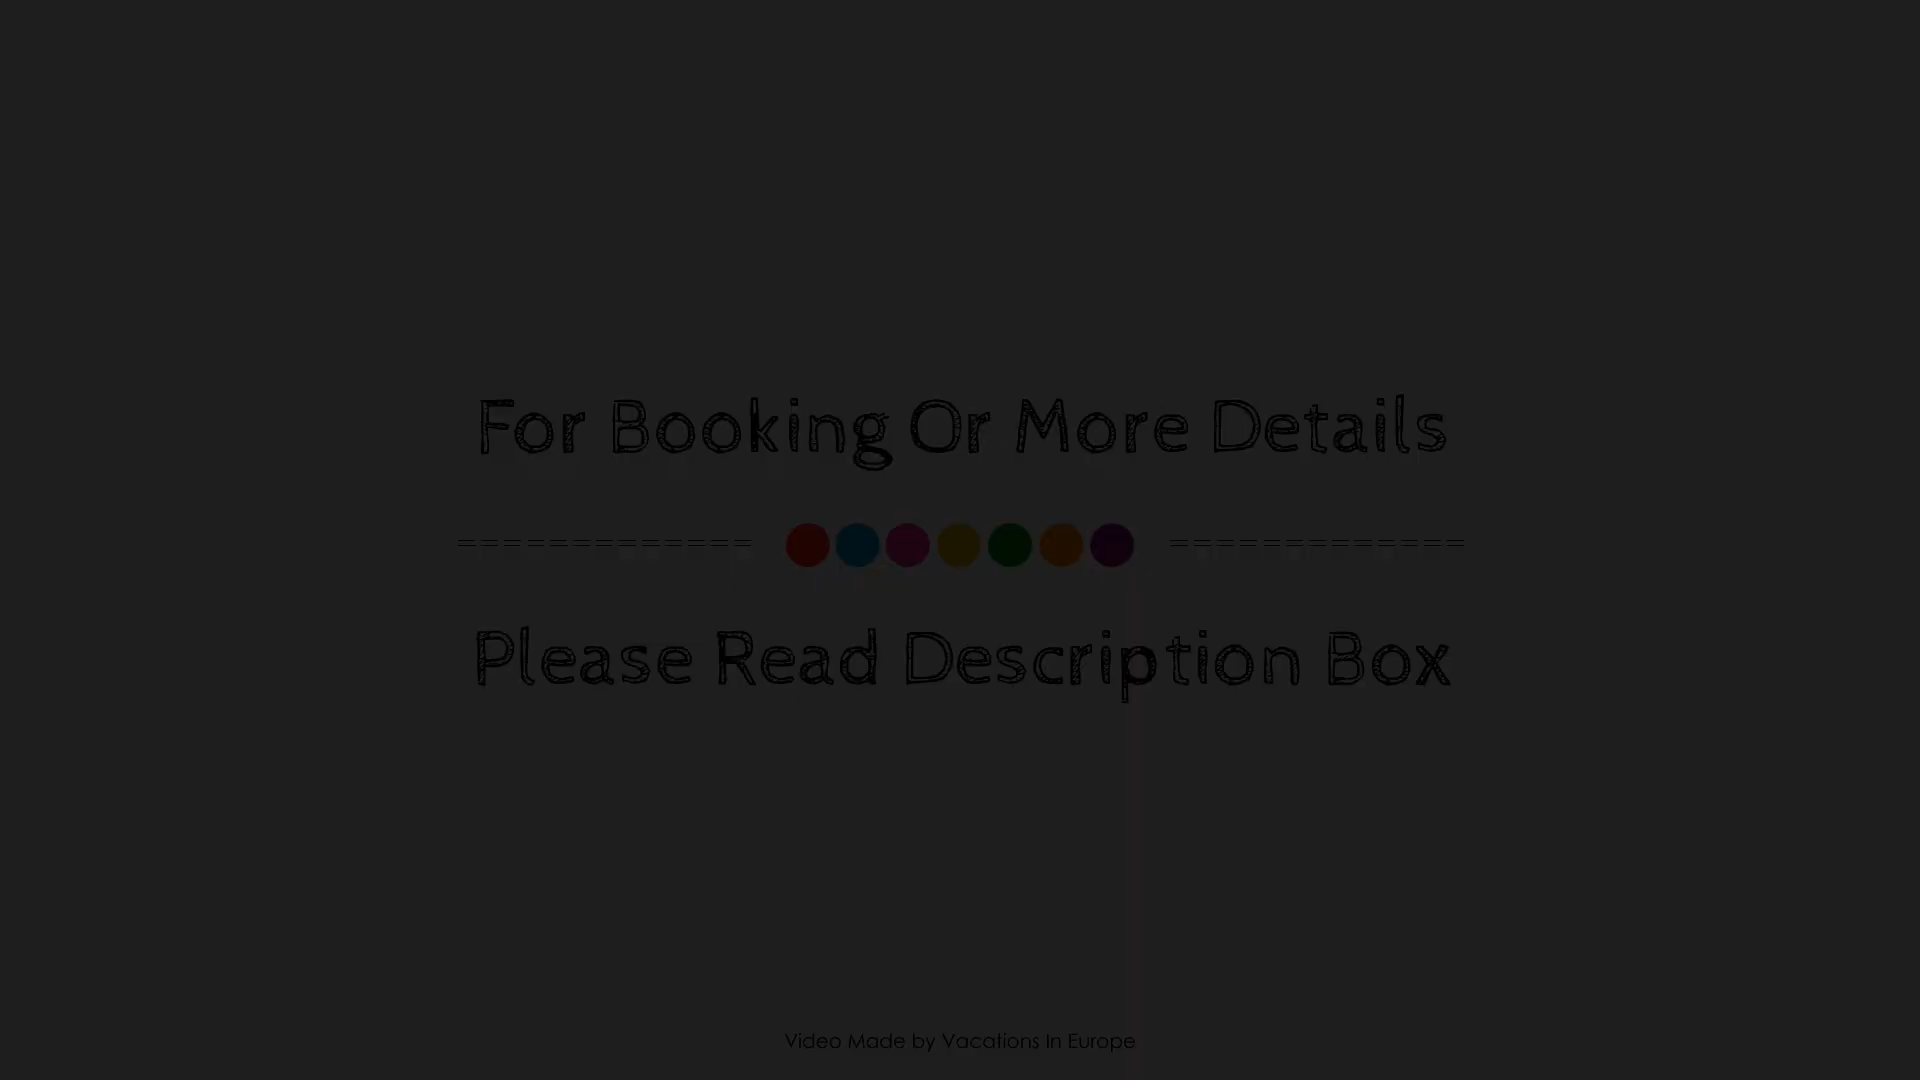 For Booking Or More Details
============= =============
Please Read Description Box
Video Made by Vacations In Europe